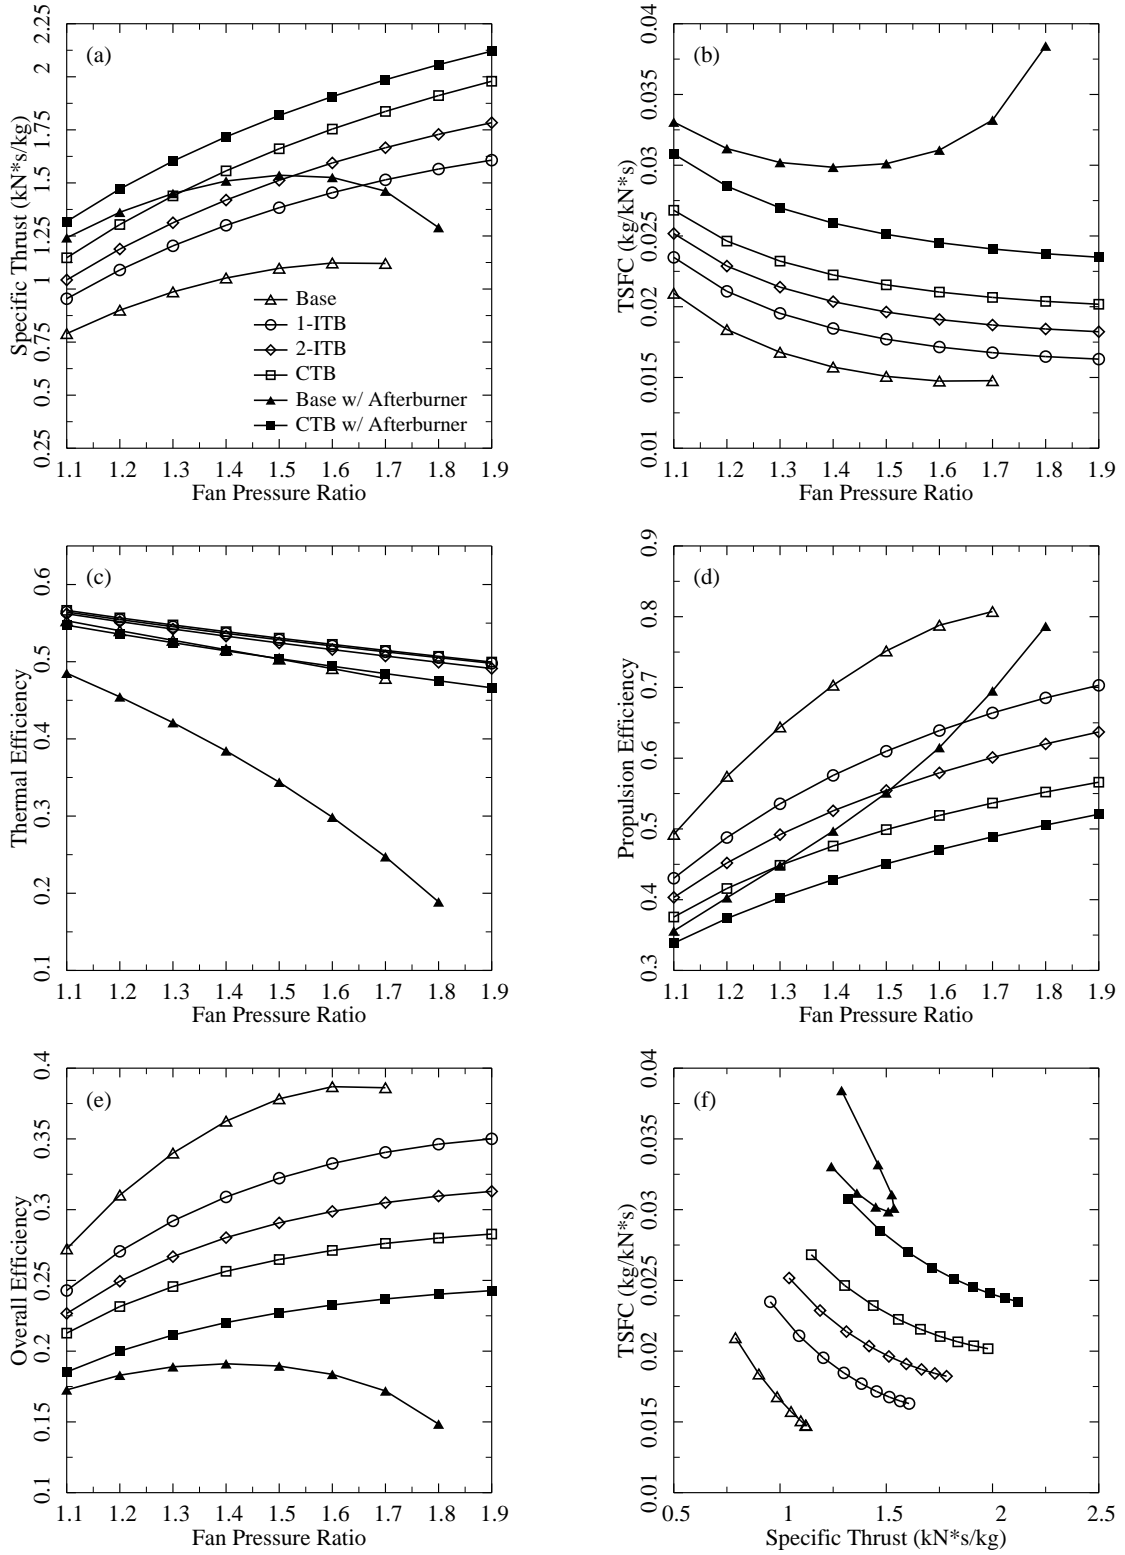 (a)
2.25
2
1.75
1.5
1.25
1
0.75
0.5
0.25
Specific Thrust (kN*s/kg)
Base
1-ITB
2-ITB
CTB
Base w/ Afterburner
CTB w/ Afterburner
1.1 1.2 1.3 1.4 1.5 1.6 1.7 1.8 1.9
Fan Pressure Ratio
(b)
0.04
0.035
0.03
0.025
0.02
0.015
0.01
TSFC (kg/kN*s)
1.1 1.2 1.3 1.4 1.5 1.6 1.7 1.8 1.9
Fan Pressure Ratio
(c)
0.6
0.5
0.4
0.3
0.2
0.1
Thermal Efficiency
1.1 1.2 1.3 1.4 1.5 1.6 1.7 1.8 1.9
Fan Pressure Ratio
(d)
0.9
0.8
0.7
0.6
0.5
0.4
0.3
Propulsion Efficiency
1.1 1.2 1.3 1.4 1.5 1.6 1.7 1.8 1.9
Fan Pressure Ratio
(e)
0.4
0.35
0.3
0.25
0.2
0.15
0.1
Overall Efficiency
1.1 1.2 1.3 1.4 1.5 1.6 1.7 1.8 1.9
Fan Pressure Ratio
(f)
0.04
0.035
0.03
0.025
0.02
0.015
0.01
TSFC (kg/kN*s)
0.5 1 1.5 2 2.5
Specific Thrust (kN*s/kg)